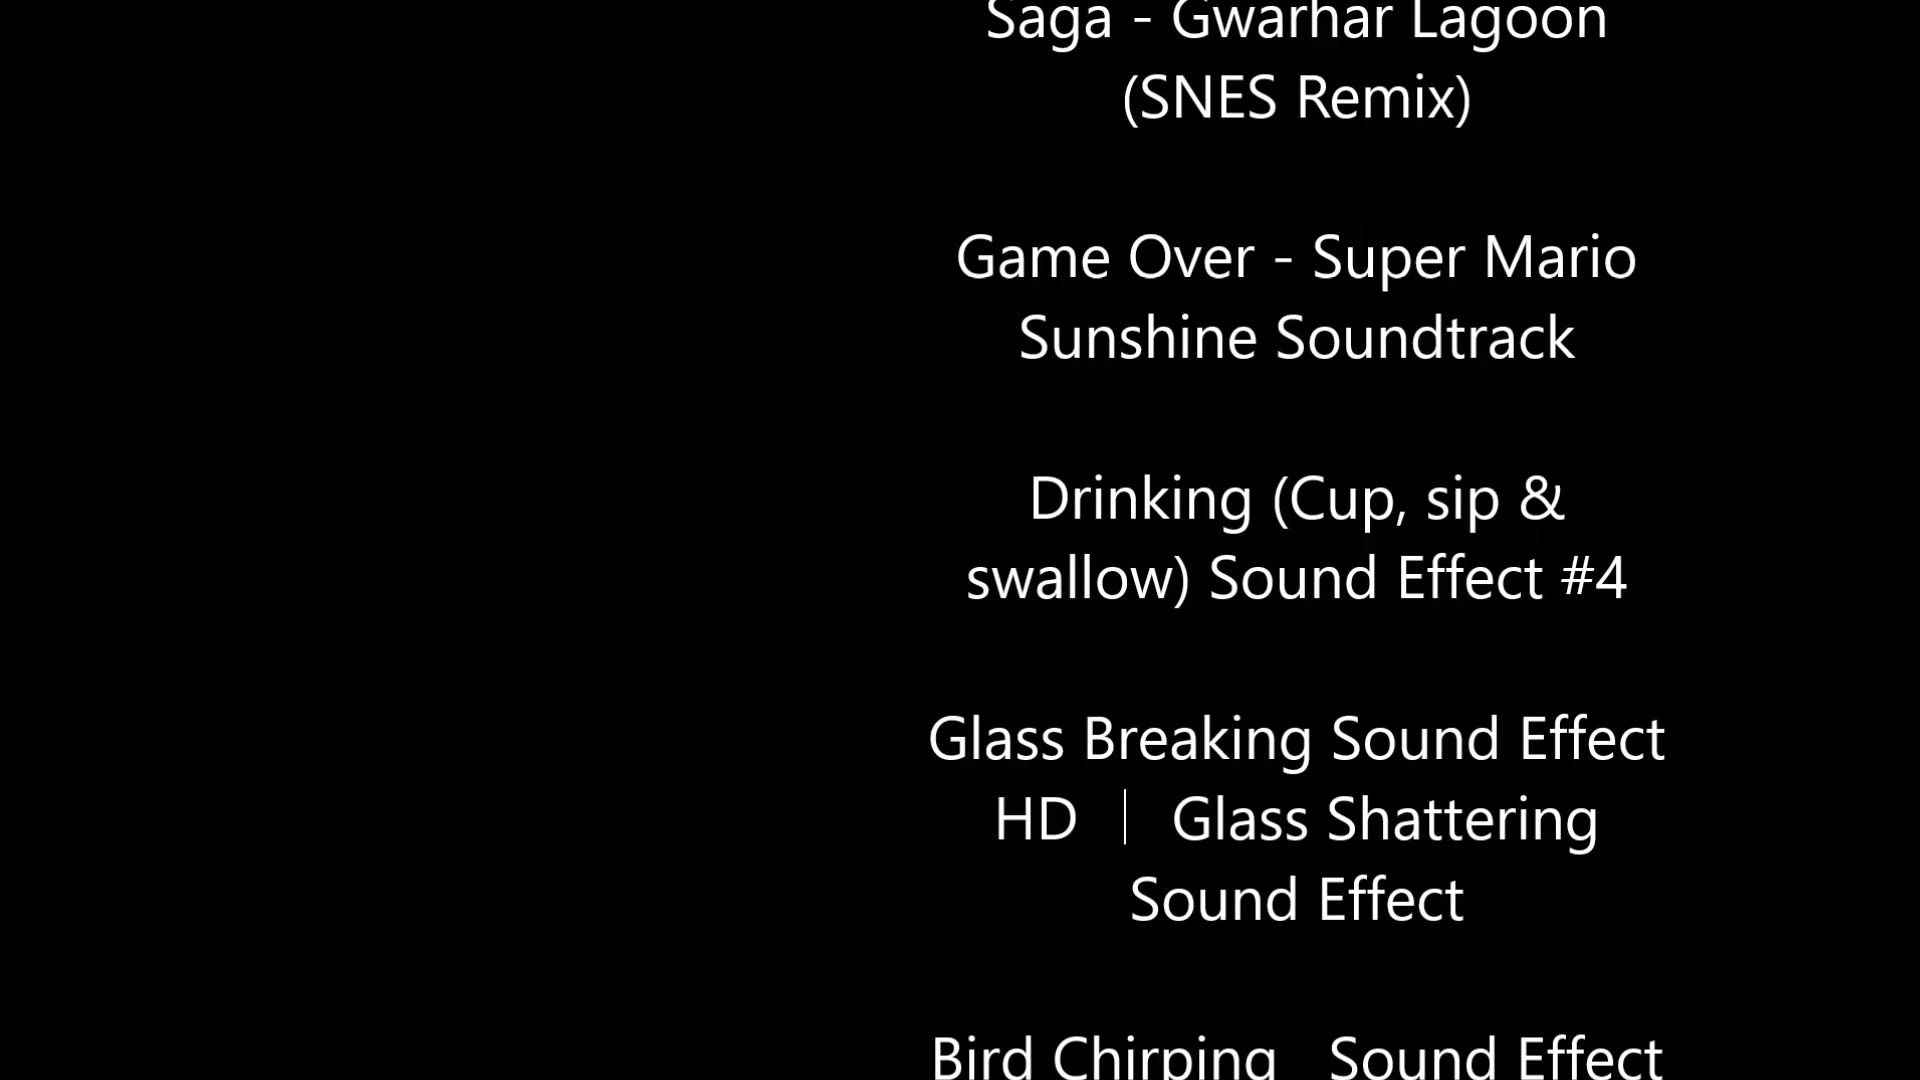 Saga - Gwarhar Lagoon
(SNES Remix)
Game Over - Super Mario
Sunshine Soundtrack
Drinking (Cup, sip &
swallow) Sound Effect #4
Glass Breaking Sound Effect
HD ｜ Glass Shattering
Sound Effect
Bird Chirping Sound Effect